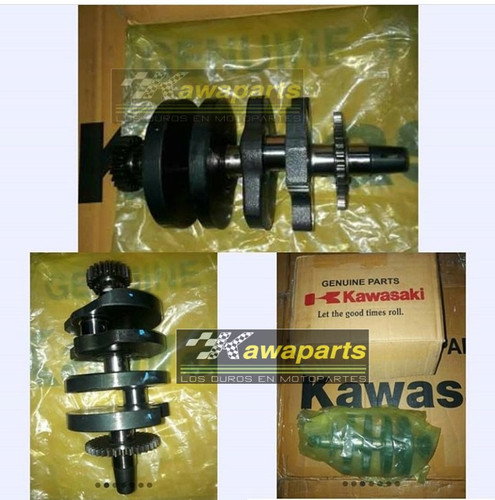 GENUINE
Kawaparts
LOS DUROS EN MOTOPARTES
GENUINE
Kawaparts
LOS DUROS EN MOTOPARTES
GENUINE PARTS
Kawasaki
Let the good times roll.
PAR
Kawas